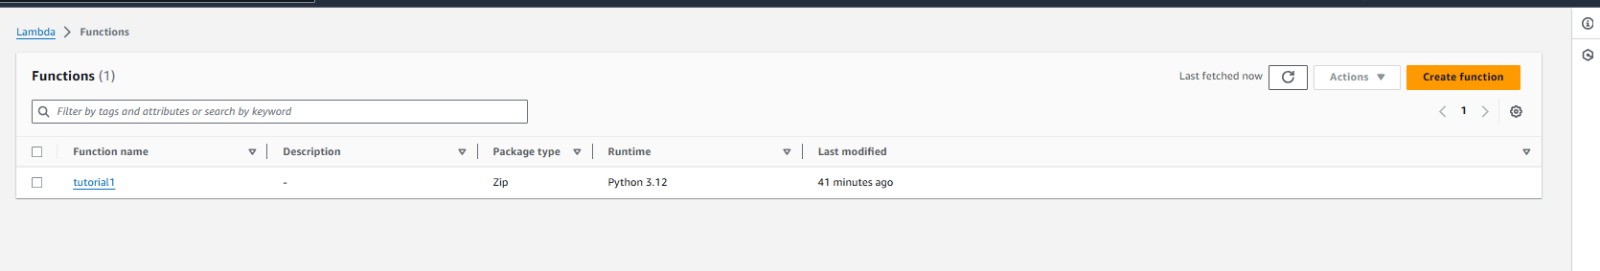 Lambda > Functions
Functions (1)
Last fetched now
Actions
Create function
Filter by tags and attributes or search by keyword
1
Function name Description Package type Runtime Last modified
tutorial1 - Zip Python 3.12 41 minutes ago